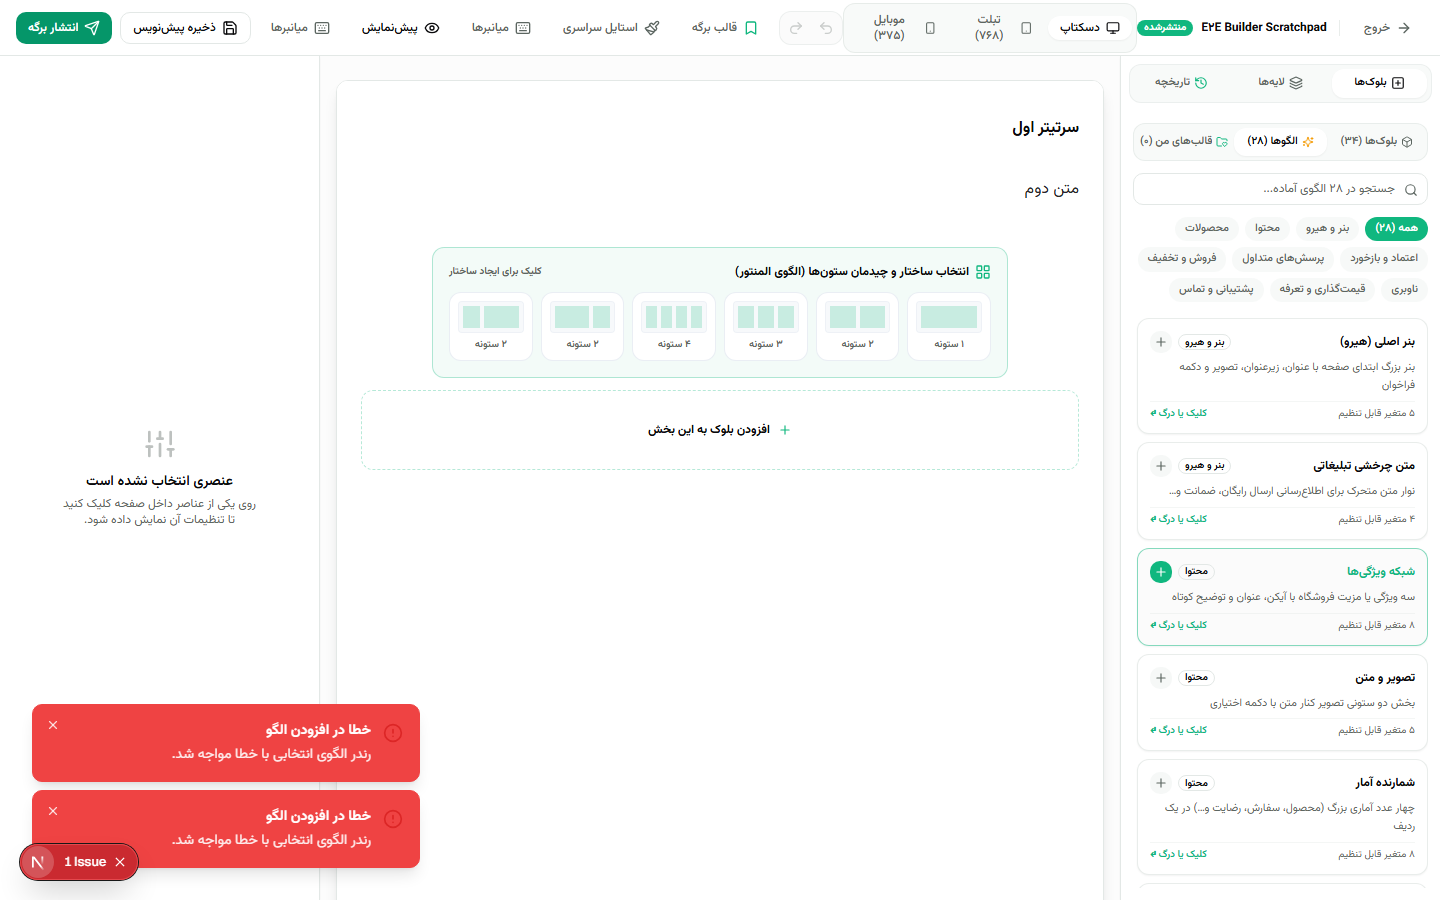 خروج
E2E Builder Scratchpad
منتشرشده
دسکتاپ
تبلت
(۷۶۸)
موبایل
(۳۷۵)
قالب برگه
استایل سراسری
میانبرها
پیش‌نمایش
میانبرها
ذخیره پیش‌نویس
انتشار برگه
بلوک‌ها
لایه‌ها
تاریخچه
بلوک‌ها (۳۴)
الگوها (۲۸)
قالب‌های من (۰)
جستجو در ۲۸ الگوی آماده...
همه (۲۸)
بنر و هیرو
محتوا
محصولات
اعتماد و بازخورد
پرسش‌های متداول
فروش و تخفیف
ناوبری
قیمت‌گذاری و تعرفه
پشتیبانی و تماس
بنر اصلی (هیرو)
بنر و هیرو
بنر بزرگ ابتدای صفحه با عنوان، زیرعنوان، تصویر و دکمه
فراخوان
۵ متغیر قابل تنظیم
کلیک یا درگ
متن چرخشی تبلیغاتی
بنر و هیرو
نوار متن متحرک برای اطلاع‌رسانی ارسال رایگان، ضمانت و...
۴ متغیر قابل تنظیم
کلیک یا درگ
شبکه ویژگی‌ها
محتوا
سه ویژگی یا مزیت فروشگاه با آیکن، عنوان و توضیح کوتاه
۸ متغیر قابل تنظیم
کلیک یا درگ
تصویر و متن
محتوا
بخش دو ستونی تصویر کنار متن با دکمه اختیاری
۵ متغیر قابل تنظیم
کلیک یا درگ
شمارنده آمار
محتوا
چهار عدد آماری بزرگ (محصول، سفارش، رضایت و...) در یک
ردیف
۸ متغیر قابل تنظیم
کلیک یا درگ
سرتیتر اول
متن دوم
انتخاب ساختار و چیدمان ستون‌ها (الگوی المنتور)
کلیک برای ایجاد ساختار
۱ ستونه
۲ ستونه
۳ ستونه
۴ ستونه
۲ ستونه
۲ ستونه
افزودن بلوک به این بخش
عنصری انتخاب نشده است
روی یکی از عناصر داخل صفحه کلیک کنید
تا تنظیمات آن نمایش داده شود.
خطا در افزودن الگو
رندر الگوی انتخابی با خطا مواجه شد.
خطا در افزودن الگو
رندر الگوی انتخابی با خطا مواجه شد.
N
1 Issue